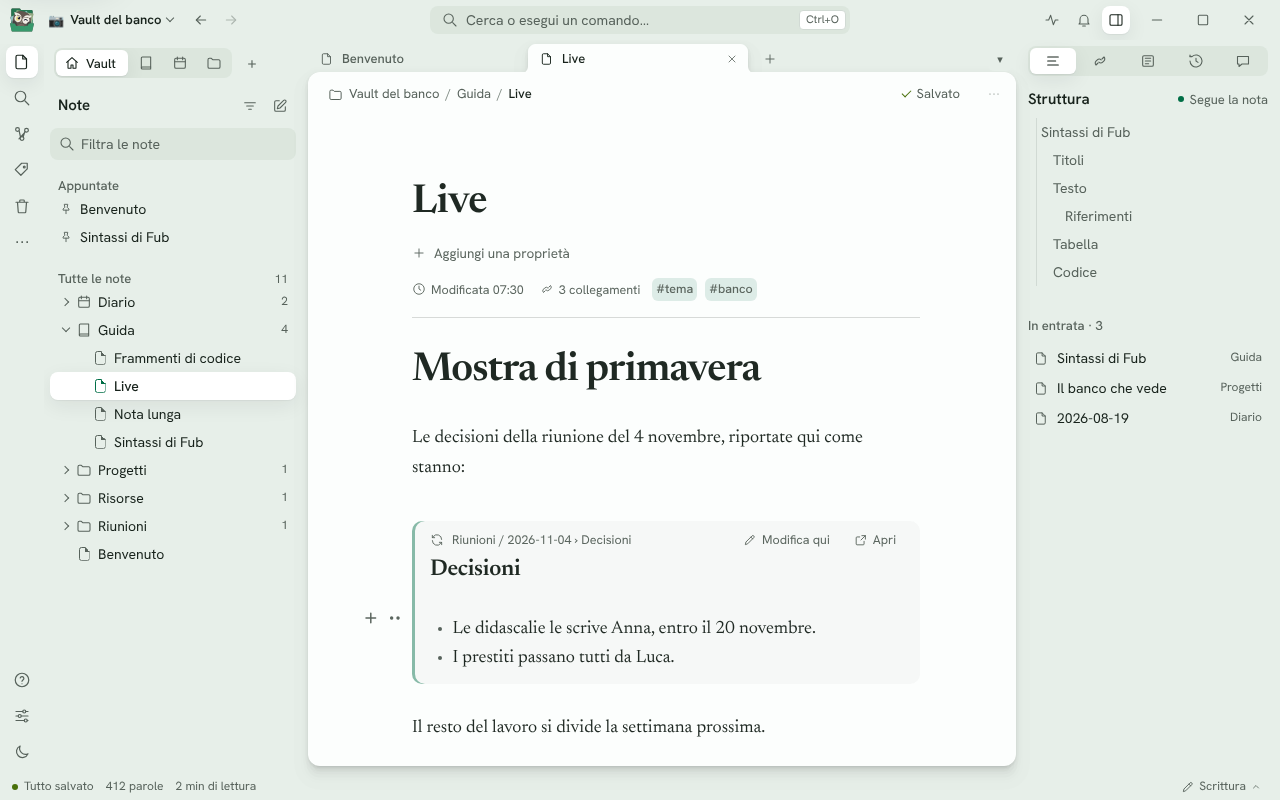 Vault del banco
Cerca o esegui un comando…
Ctrl+O
Vault
Note
Filtra le note
Appuntate
Benvenuto
Sintassi di Fub
Tutte le note 11
Diario 2
Guida 4
Frammenti di codice
Live
Nota lunga
Sintassi di Fub
Progetti 1
Risorse 1
Riunioni 1
Benvenuto
Benvenuto
Live
Vault del banco / Guida / Live
Salvato
Live
Aggiungi una proprietà
Modificata 07:30
3 collegamenti
#tema
#banco
Mostra di primavera
Le decisioni della riunione del 4 novembre, riportate qui come
stanno:
Riunioni / 2026-11-04 › Decisioni
Modifica qui
Apri
Decisioni
• Le didascalie le scrive Anna, entro il 20 novembre.
• I prestiti passano tutti da Luca.
Il resto del lavoro si divide la settimana prossima.
Struttura
Segue la nota
Sintassi di Fub
Titoli
Testo
Riferimenti
Tabella
Codice
In entrata · 3
Sintassi di Fub Guida
Il banco che vede Progetti
2026-08-19 Diario
Tutto salvato
412 parole
2 min di lettura
Scrittura